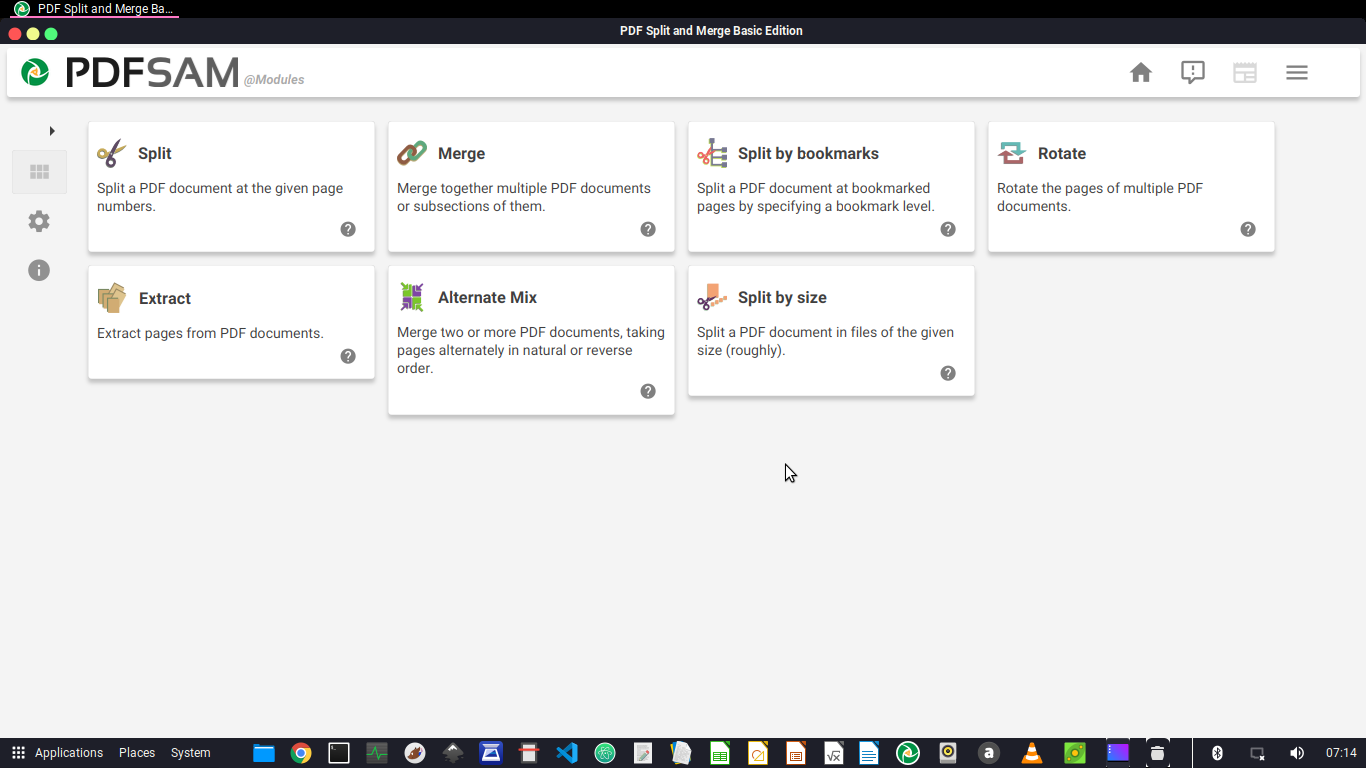 PDF Split and Merge Ba...
PDF Split and Merge Basic Edition
PDFSAM @Modules
Split
Split a PDF document at the given page
numbers.
Merge
Merge together multiple PDF documents
or subsections of them.
Split by bookmarks
Split a PDF document at bookmarked
pages by specifying a bookmark level.
Rotate
Rotate the pages of multiple PDF
documents.
Extract
Extract pages from PDF documents.
Alternate Mix
Merge two or more PDF documents, taking
pages alternately in natural or reverse
order.
Split by size
Split a PDF document in files of the given
size (roughly).
Applications Places System 07:14